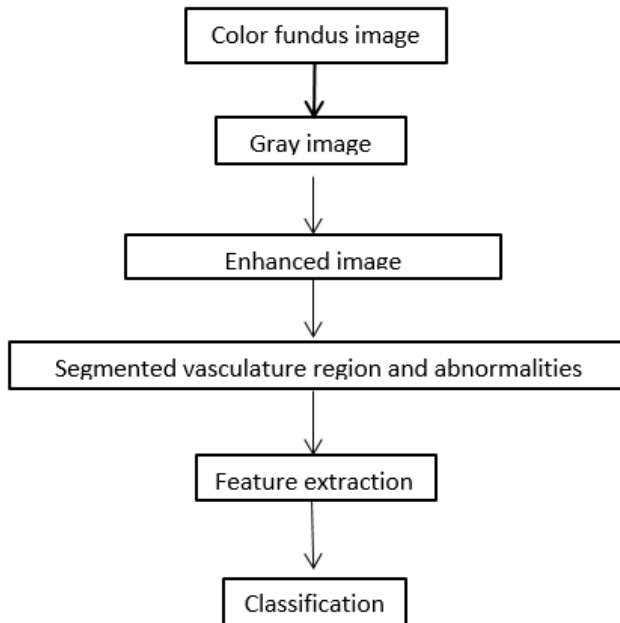 Color fundus image
Gray image
Enhanced image
Segmented vasculature region and abnormalities
Feature extraction
Classification